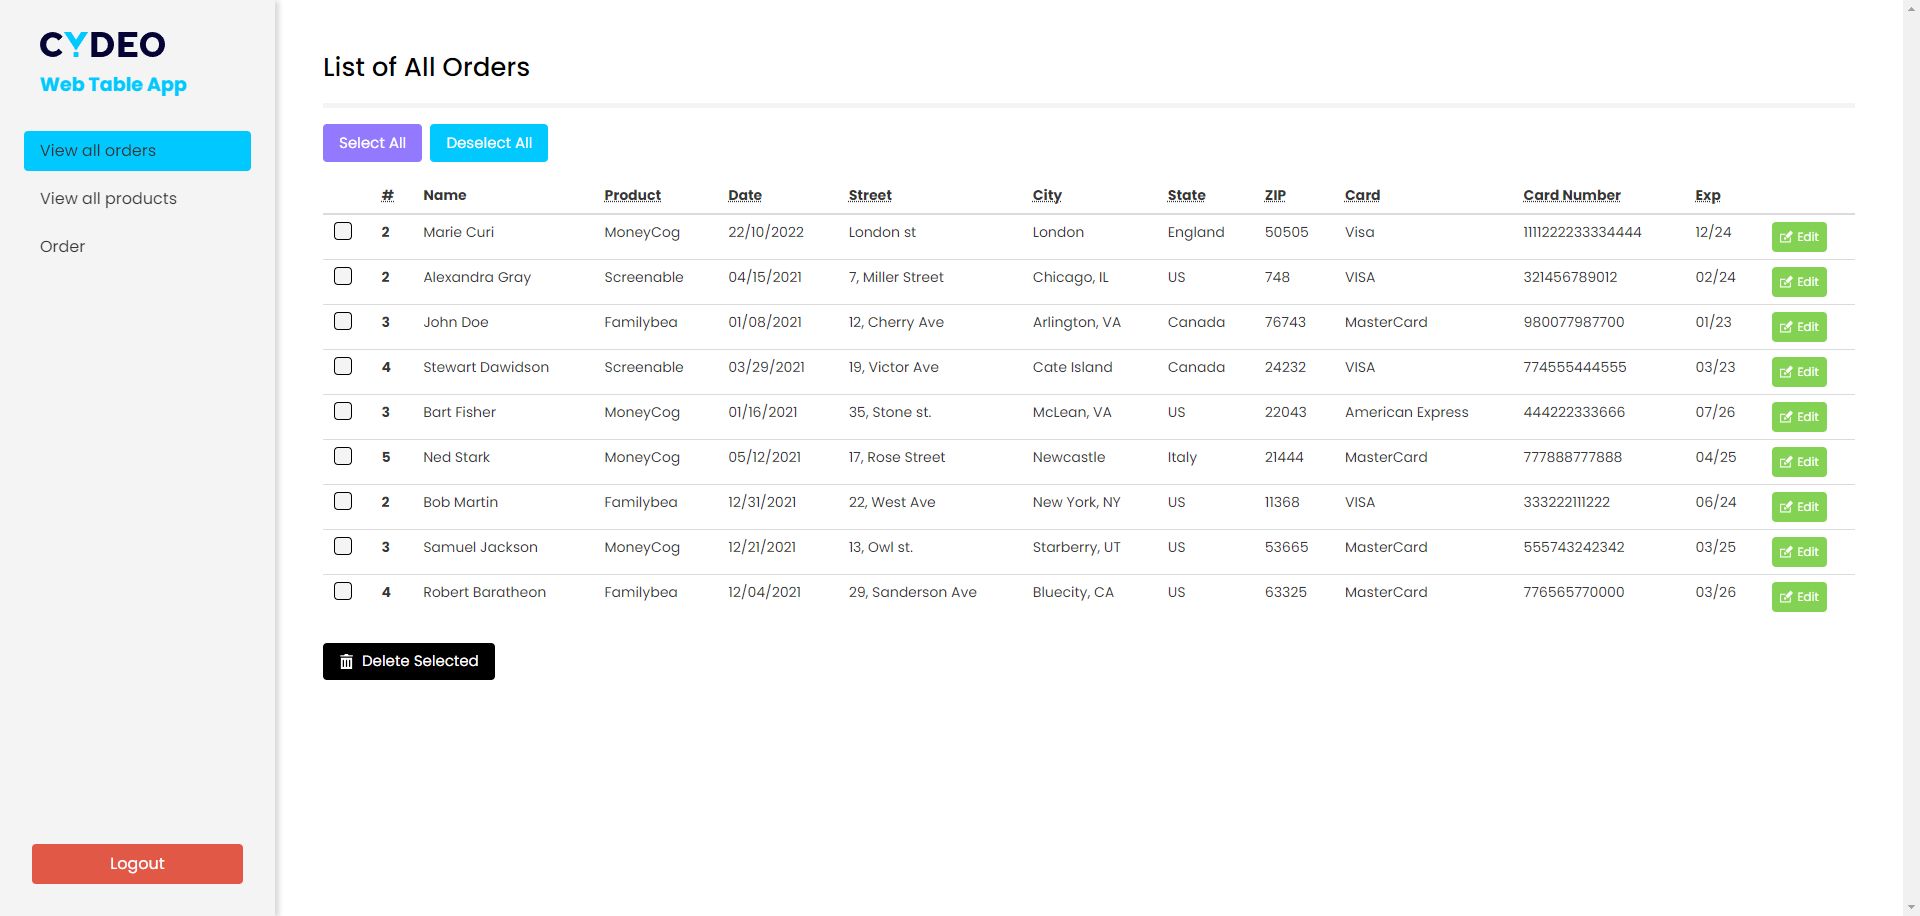 CYDEO
Web Table App
View all orders
View all products
Order
Logout
List of All Orders
Select All Deselect All
# Name Product Date Street City State ZIP Card Card Number Exp
2 Marie Curi MoneyCog 22/10/2022 London st London England 50505 Visa 1111222233334444 12/24 Edit
2 Alexandra Gray Screenable 04/15/2021 7, Miller Street Chicago, IL US 748 VISA 321456789012 02/24 Edit
3 John Doe Familybea 01/08/2021 12, Cherry Ave Arlington, VA Canada 76743 MasterCard 980077987700 01/23 Edit
4 Stewart Dawidson Screenable 03/29/2021 19, Victor Ave Cate Island Canada 24232 VISA 774555444555 03/23 Edit
3 Bart Fisher MoneyCog 01/16/2021 35, Stone st. McLean, VA US 22043 American Express 444222333666 07/26 Edit
5 Ned Stark MoneyCog 05/12/2021 17, Rose Street Newcastle Italy 21444 MasterCard 777888777888 04/25 Edit
2 Bob Martin Familybea 12/31/2021 22, West Ave New York, NY US 11368 VISA 333222111222 06/24 Edit
3 Samuel Jackson MoneyCog 12/21/2021 13, Owl st. Starberry, UT US 53665 MasterCard 555743242342 03/25 Edit
4 Robert Baratheon Familybea 12/04/2021 29, Sanderson Ave Bluecity, CA US 63325 MasterCard 776565770000 03/26 Edit
Delete Selected